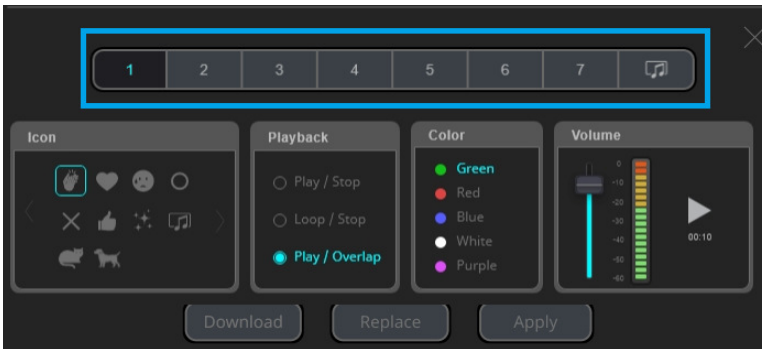 1 2 3 4 5 6 7
Icon
Playback
Play / Stop
Loop / Stop
Play / Overlap
Color
Green
Red
Blue
White
Purple
Volume
0
-10
-20
-30
-40
-50
-60
00:10
Download Replace Apply